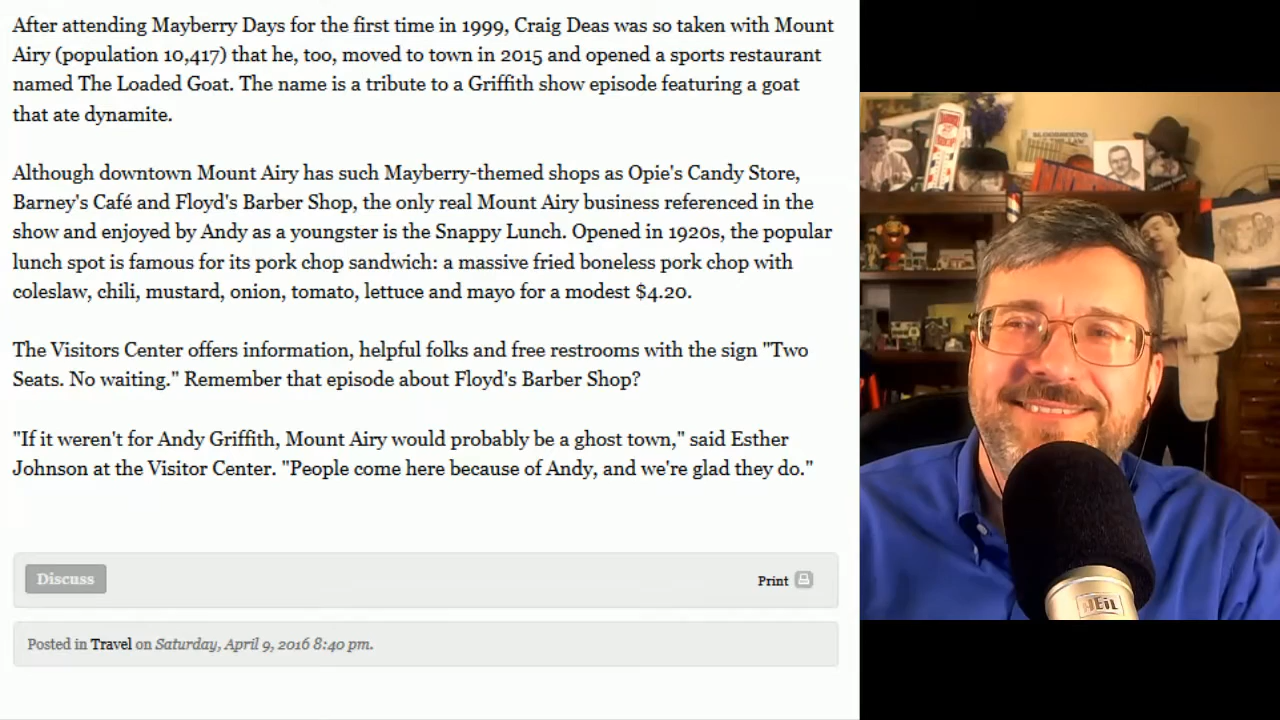 After attending Mayberry Days for the first time in 1999, Craig Deas was so taken with Mount
Airy (population 10,417) that he, too, moved to town in 2015 and opened a sports restaurant
named The Loaded Goat. The name is a tribute to a Griffith show episode featuring a goat
that ate dynamite.
Although downtown Mount Airy has such Mayberry-themed shops as Opie's Candy Store,
Barney's Café and Floyd's Barber Shop, the only real Mount Airy business referenced in the
show and enjoyed by Andy as a youngster is the Snappy Lunch. Opened in 1920s, the popular
lunch spot is famous for its pork chop sandwich: a massive fried boneless pork chop with
coleslaw, chili, mustard, onion, tomato, lettuce and mayo for a modest $4.20.
The Visitors Center offers information, helpful folks and free restrooms with the sign "Two
Seats. No waiting." Remember that episode about Floyd's Barber Shop?
"If it weren't for Andy Griffith, Mount Airy would probably be a ghost town," said Esther
Johnson at the Visitor Center. "People come here because of Andy, and we're glad they do."
Discuss
Print
Posted in Travel on Saturday, April 9, 2016 8:40 pm.
HEiL